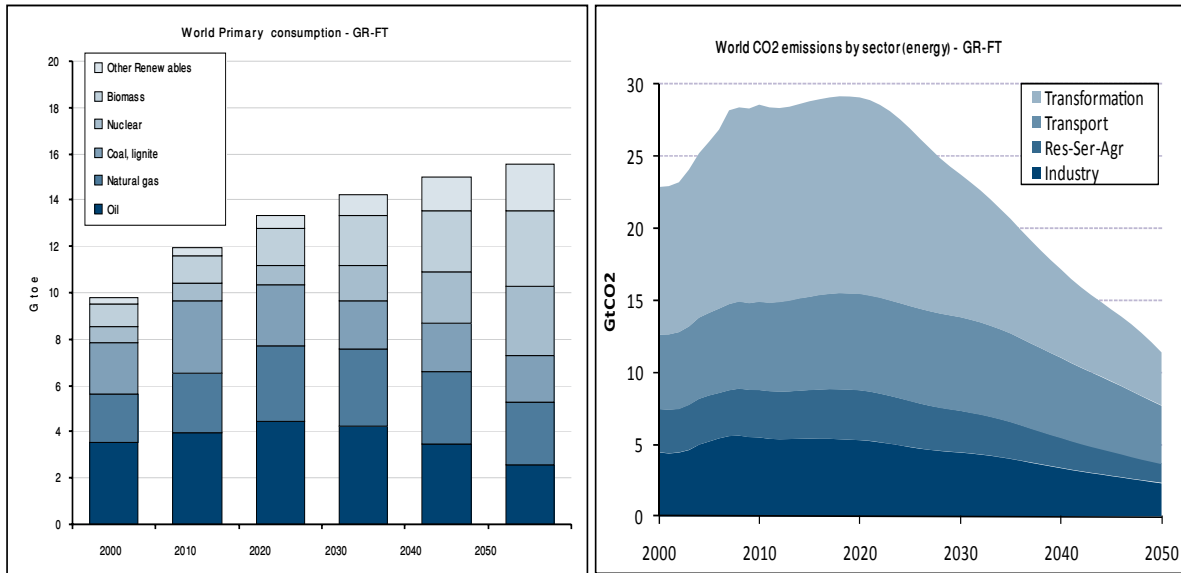 World Primary consumption - GR-FT
20
18
16
14
12
10
8
6
4
2
0
G toe
Other Renew ables
Biomass
Nuclear
Coal, lignite
Natural gas
Oil
2000 2010 2020 2030 2040 2050
World CO2 emissions by sector (energy) - GR-FT
30
25
20
15
10
5
0
GtCO2
Transformation
Transport
Res-Ser-Agr
Industry
2000 2010 2020 2030 2040 2050